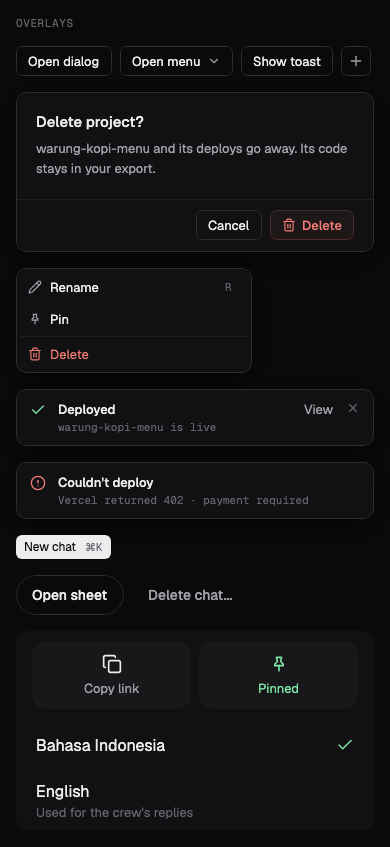 OVERLAYS
Open dialog Open menu Show toast
Delete project?
warung-kopi-menu and its deploys go away. Its code
stays in your export.
Cancel Delete
Rename R
Pin
Delete
Deployed View
warung-kopi-menu is live
Couldn't deploy
Vercel returned 402 · payment required
New chat ⌘K
Open sheet Delete chat...
Copy link Pinned
Bahasa Indonesia
English
Used for the crew's replies